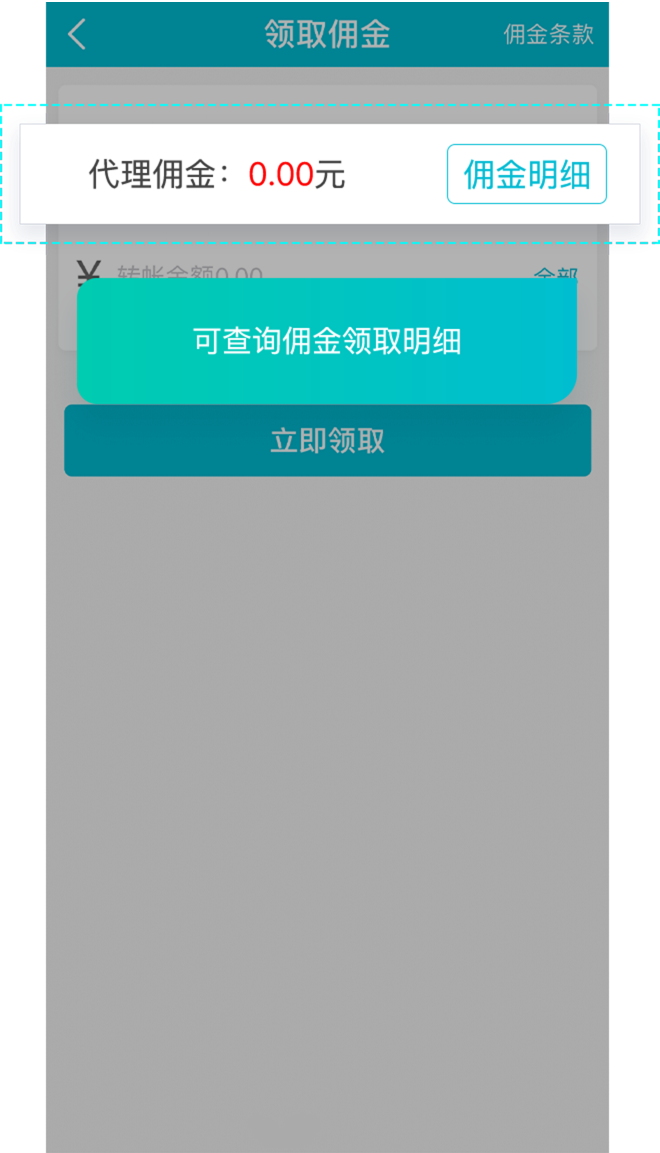 领取佣金
佣金条款
代理佣金：0.00元
佣金明细
¥ 转帐金额0.00
全部
可查询佣金领取明细
立即领取